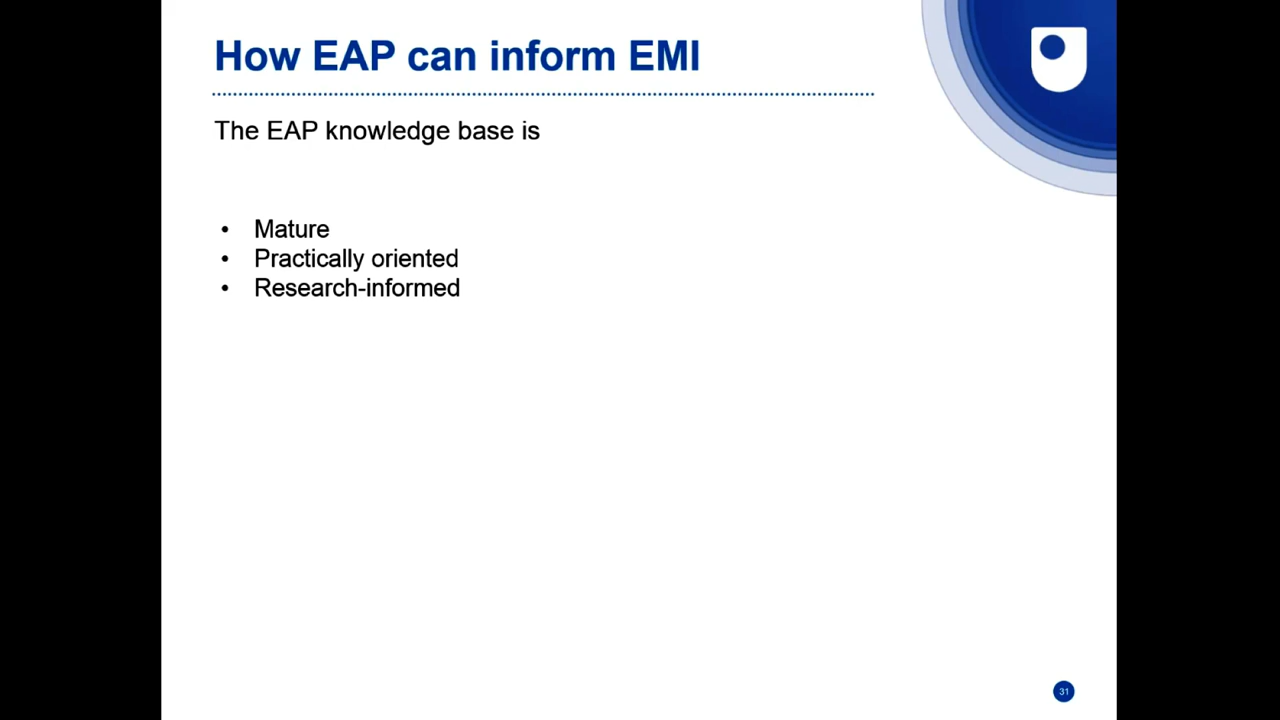 How EAP can inform EMI
The EAP knowledge base is
• Mature
• Practically oriented
• Research-informed
31